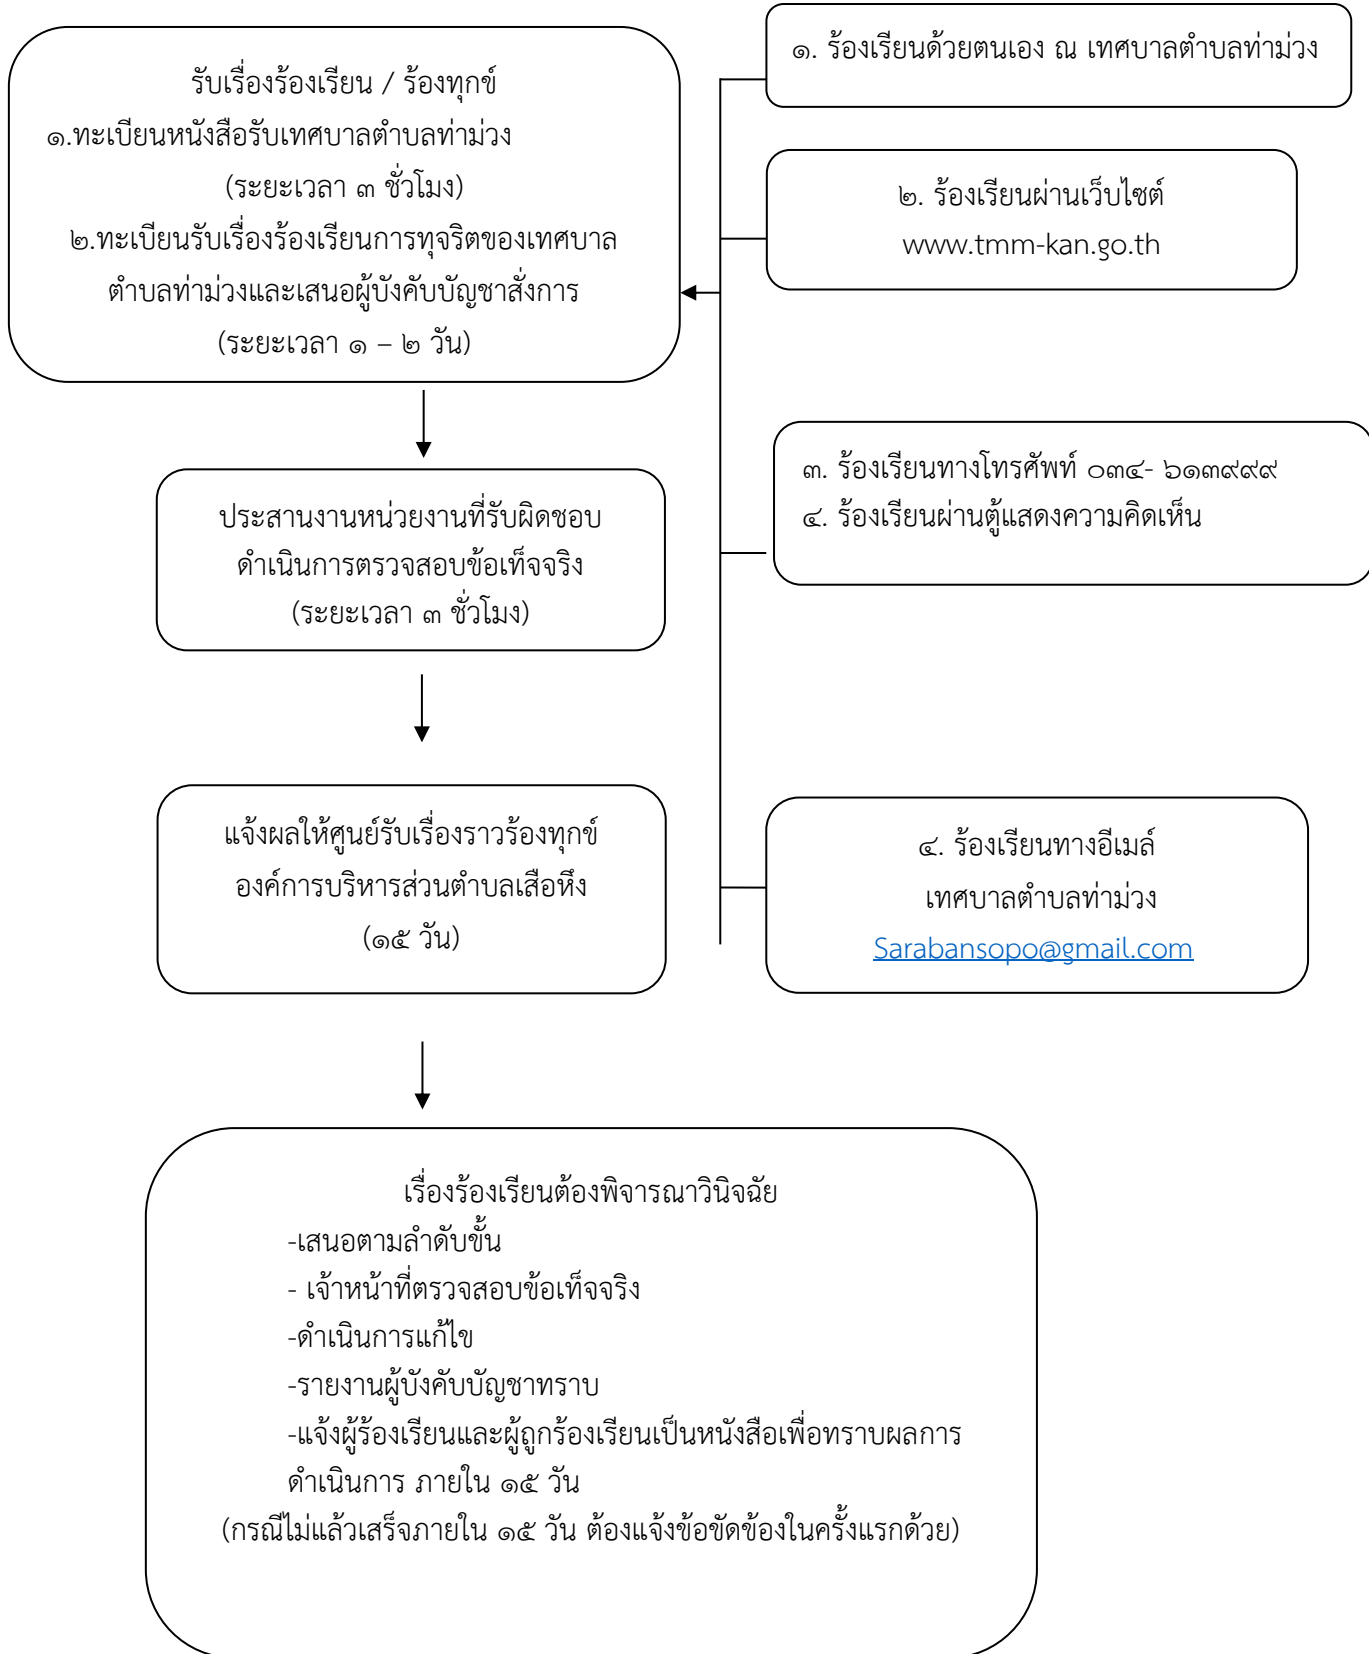 รับเรื่องร้องเรียน / ร้องทุกข์
๑.ทะเบียนหนังสือรับเทศบาลตำบลท่าม่วง
(ระยะเวลา ๓ ชั่วโมง)
๒.ทะเบียนรับเรื่องร้องเรียนการทุจริตของเทศบาล
ตำบลท่าม่วงและเสนอผู้บังคับบัญชาสั่งการ
(ระยะเวลา ๑ – ๒ วัน)
๑. ร้องเรียนด้วยตนเอง ณ เทศบาลตำบลท่าม่วง
๒. ร้องเรียนผ่านเว็บไซต์
www.tmm-kan.go.th
๓. ร้องเรียนทางโทรศัพท์ ๐๓๔- ๖๑๓๙๙๙
๔. ร้องเรียนผ่านตู้แสดงความคิดเห็น
๔. ร้องเรียนทางอีเมล์
เทศบาลตำบลท่าม่วง
Sarabansopo@gmail.com
ประสานงานหน่วยงานที่รับผิดชอบ
ดำเนินการตรวจสอบข้อเท็จจริง
(ระยะเวลา ๓ ชั่วโมง)
แจ้งผลให้ศูนย์รับเรื่องราวร้องทุกข์
องค์การบริหารส่วนตำบลเสือหึง
(๑๕ วัน)
เรื่องร้องเรียนต้องพิจารณาวินิจฉัย
-เสนอตามลำดับขั้น
- เจ้าหน้าที่ตรวจสอบข้อเท็จจริง
-ดำเนินการแก้ไข
-รายงานผู้บังคับบัญชาทราบ
-แจ้งผู้ร้องเรียนและผู้ถูกร้องเรียนเป็นหนังสือเพื่อทราบผลการ
ดำเนินการ ภายใน ๑๕ วัน
(กรณีไม่แล้วเสร็จภายใน ๑๕ วัน ต้องแจ้งข้อขัดข้องในครั้งแรกด้วย)